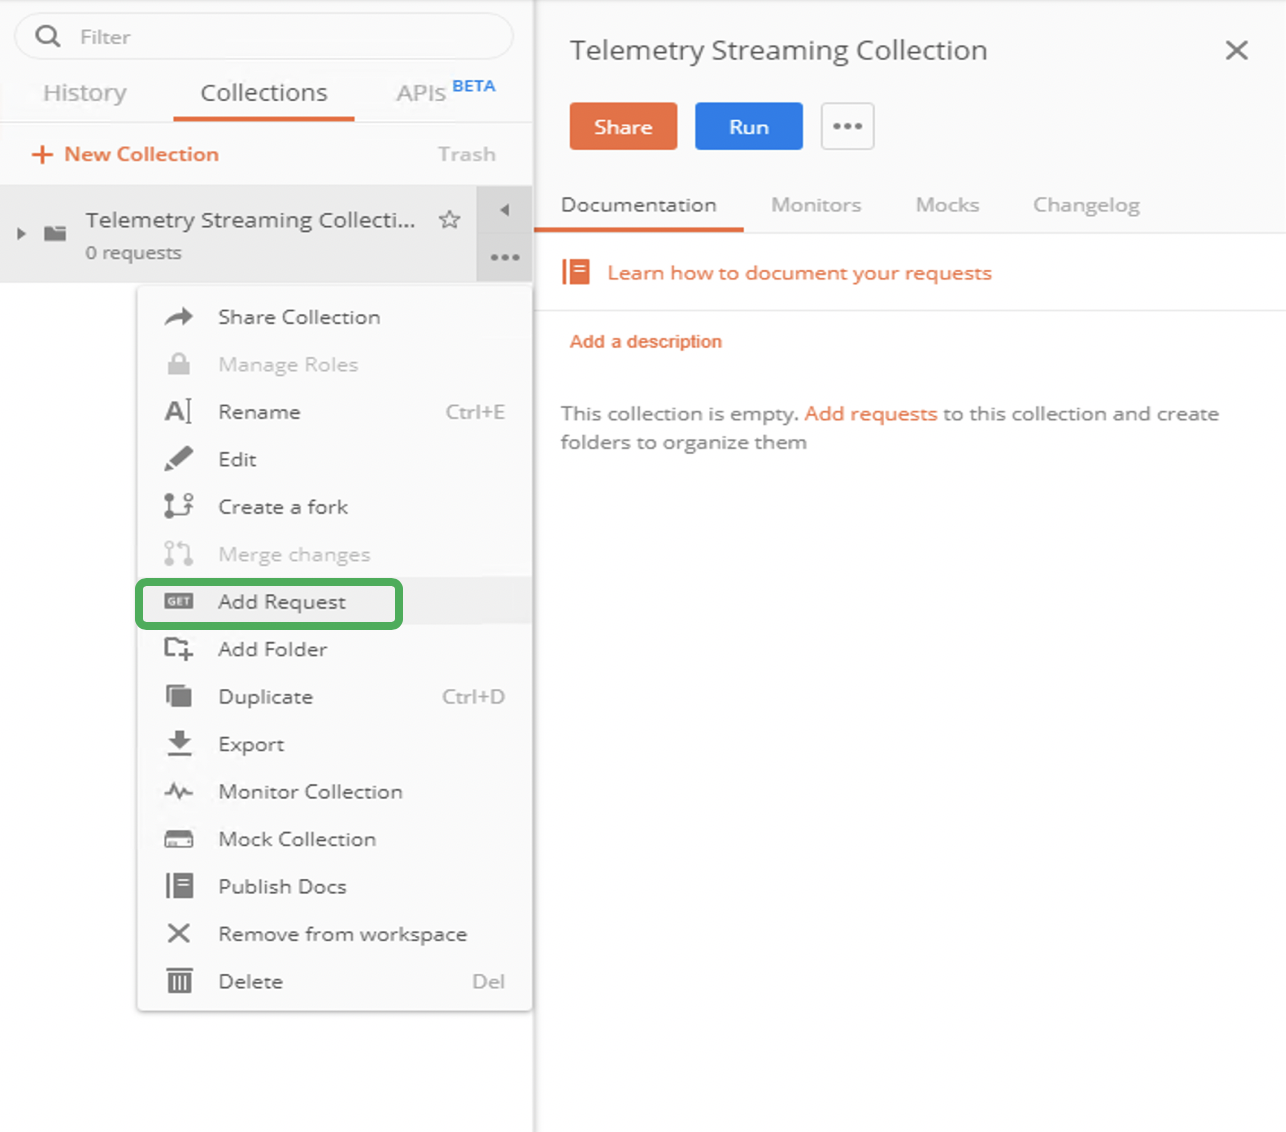 Filter
History Collections APIs BETA
New Collection Trash
Telemetry Streaming Collecti...
0 requests
Share Collection
Manage Roles
Rename Ctrl+E
Edit
Create a fork
Merge changes
GET Add Request
Add Folder
Duplicate Ctrl+D
Export
Monitor Collection
Mock Collection
Publish Docs
Remove from workspace
Delete Del
Telemetry Streaming Collection
Share Run
Documentation Monitors Mocks Changelog
Learn how to document your requests
Add a description
This collection is empty. Add requests to this collection and create
folders to organize them